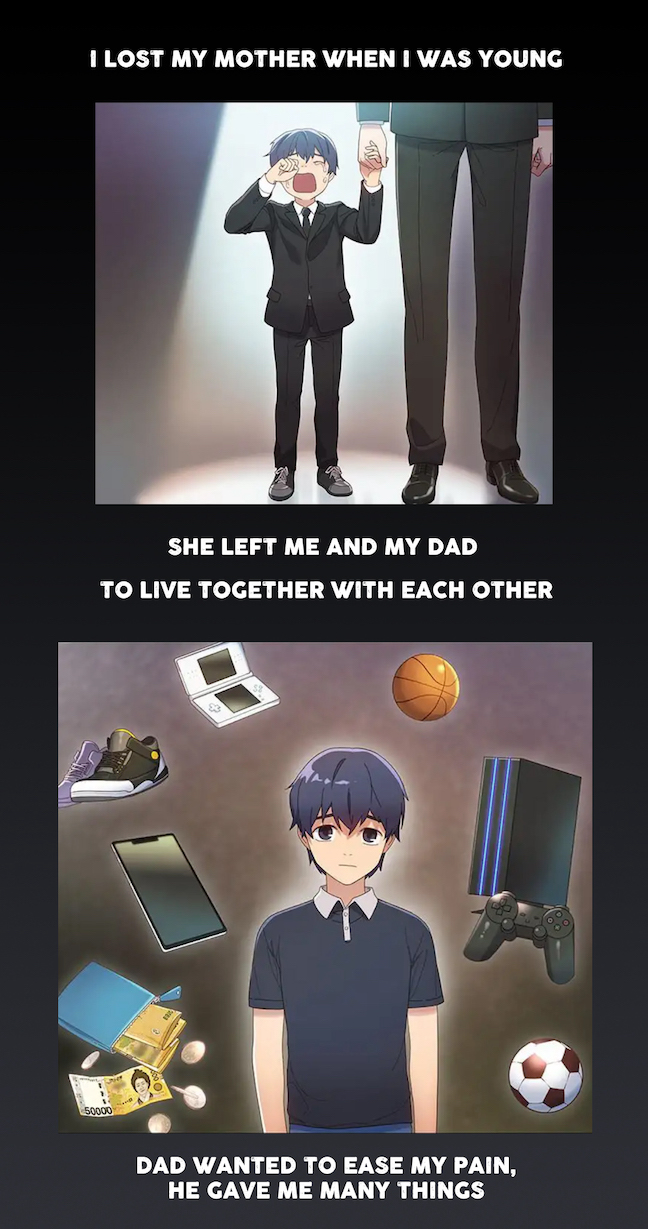 I LOST MY MOTHER WHEN I WAS YOUNG
SHE LEFT ME AND MY DAD
TO LIVE TOGETHER WITH EACH OTHER
50000
DAD WANTED TO EASE MY PAIN,
HE GAVE ME MANY THINGS